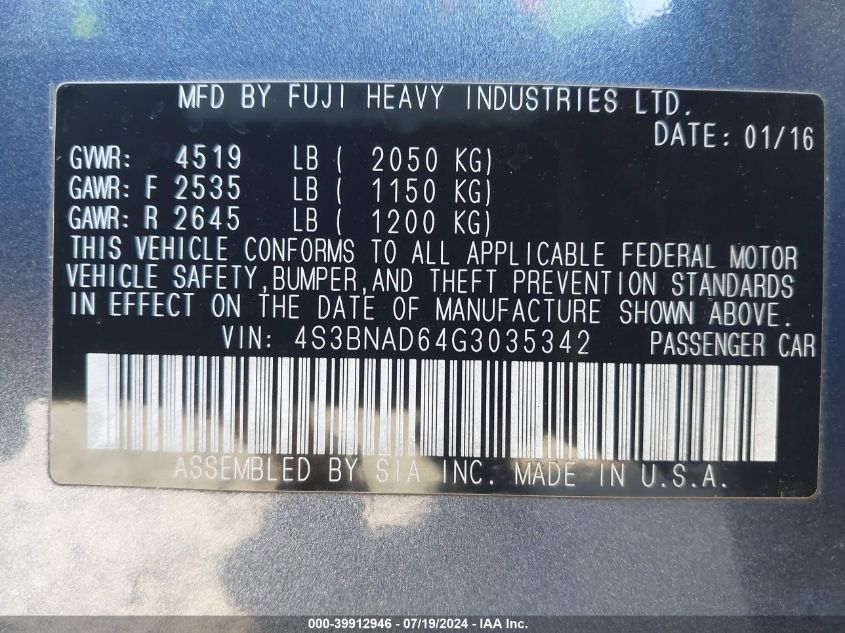 MFD BY FUJI HEAVY INDUSTRIES LTD.
DATE: 01/16
GVWR: 4519 LB ( 2050 KG)
GAWR: F 2535 LB ( 1150 KG)
GAWR: R 2645 LB ( 1200 KG)
THIS VEHICLE CONFORMS TO ALL APPLICABLE FEDERAL MOTOR
VEHICLE SAFETY, BUMPER, AND THEFT PREVENTION STANDARDS
IN EFFECT ON THE DATE OF MANUFACTURE SHOWN ABOVE.
VIN: 4S3BNAD64G3035342 PASSENGER CAR
ASSEMBLED BY SIA INC. MADE IN U.S.A.
000-39912946 - 07/19/2024 - IAA Inc.